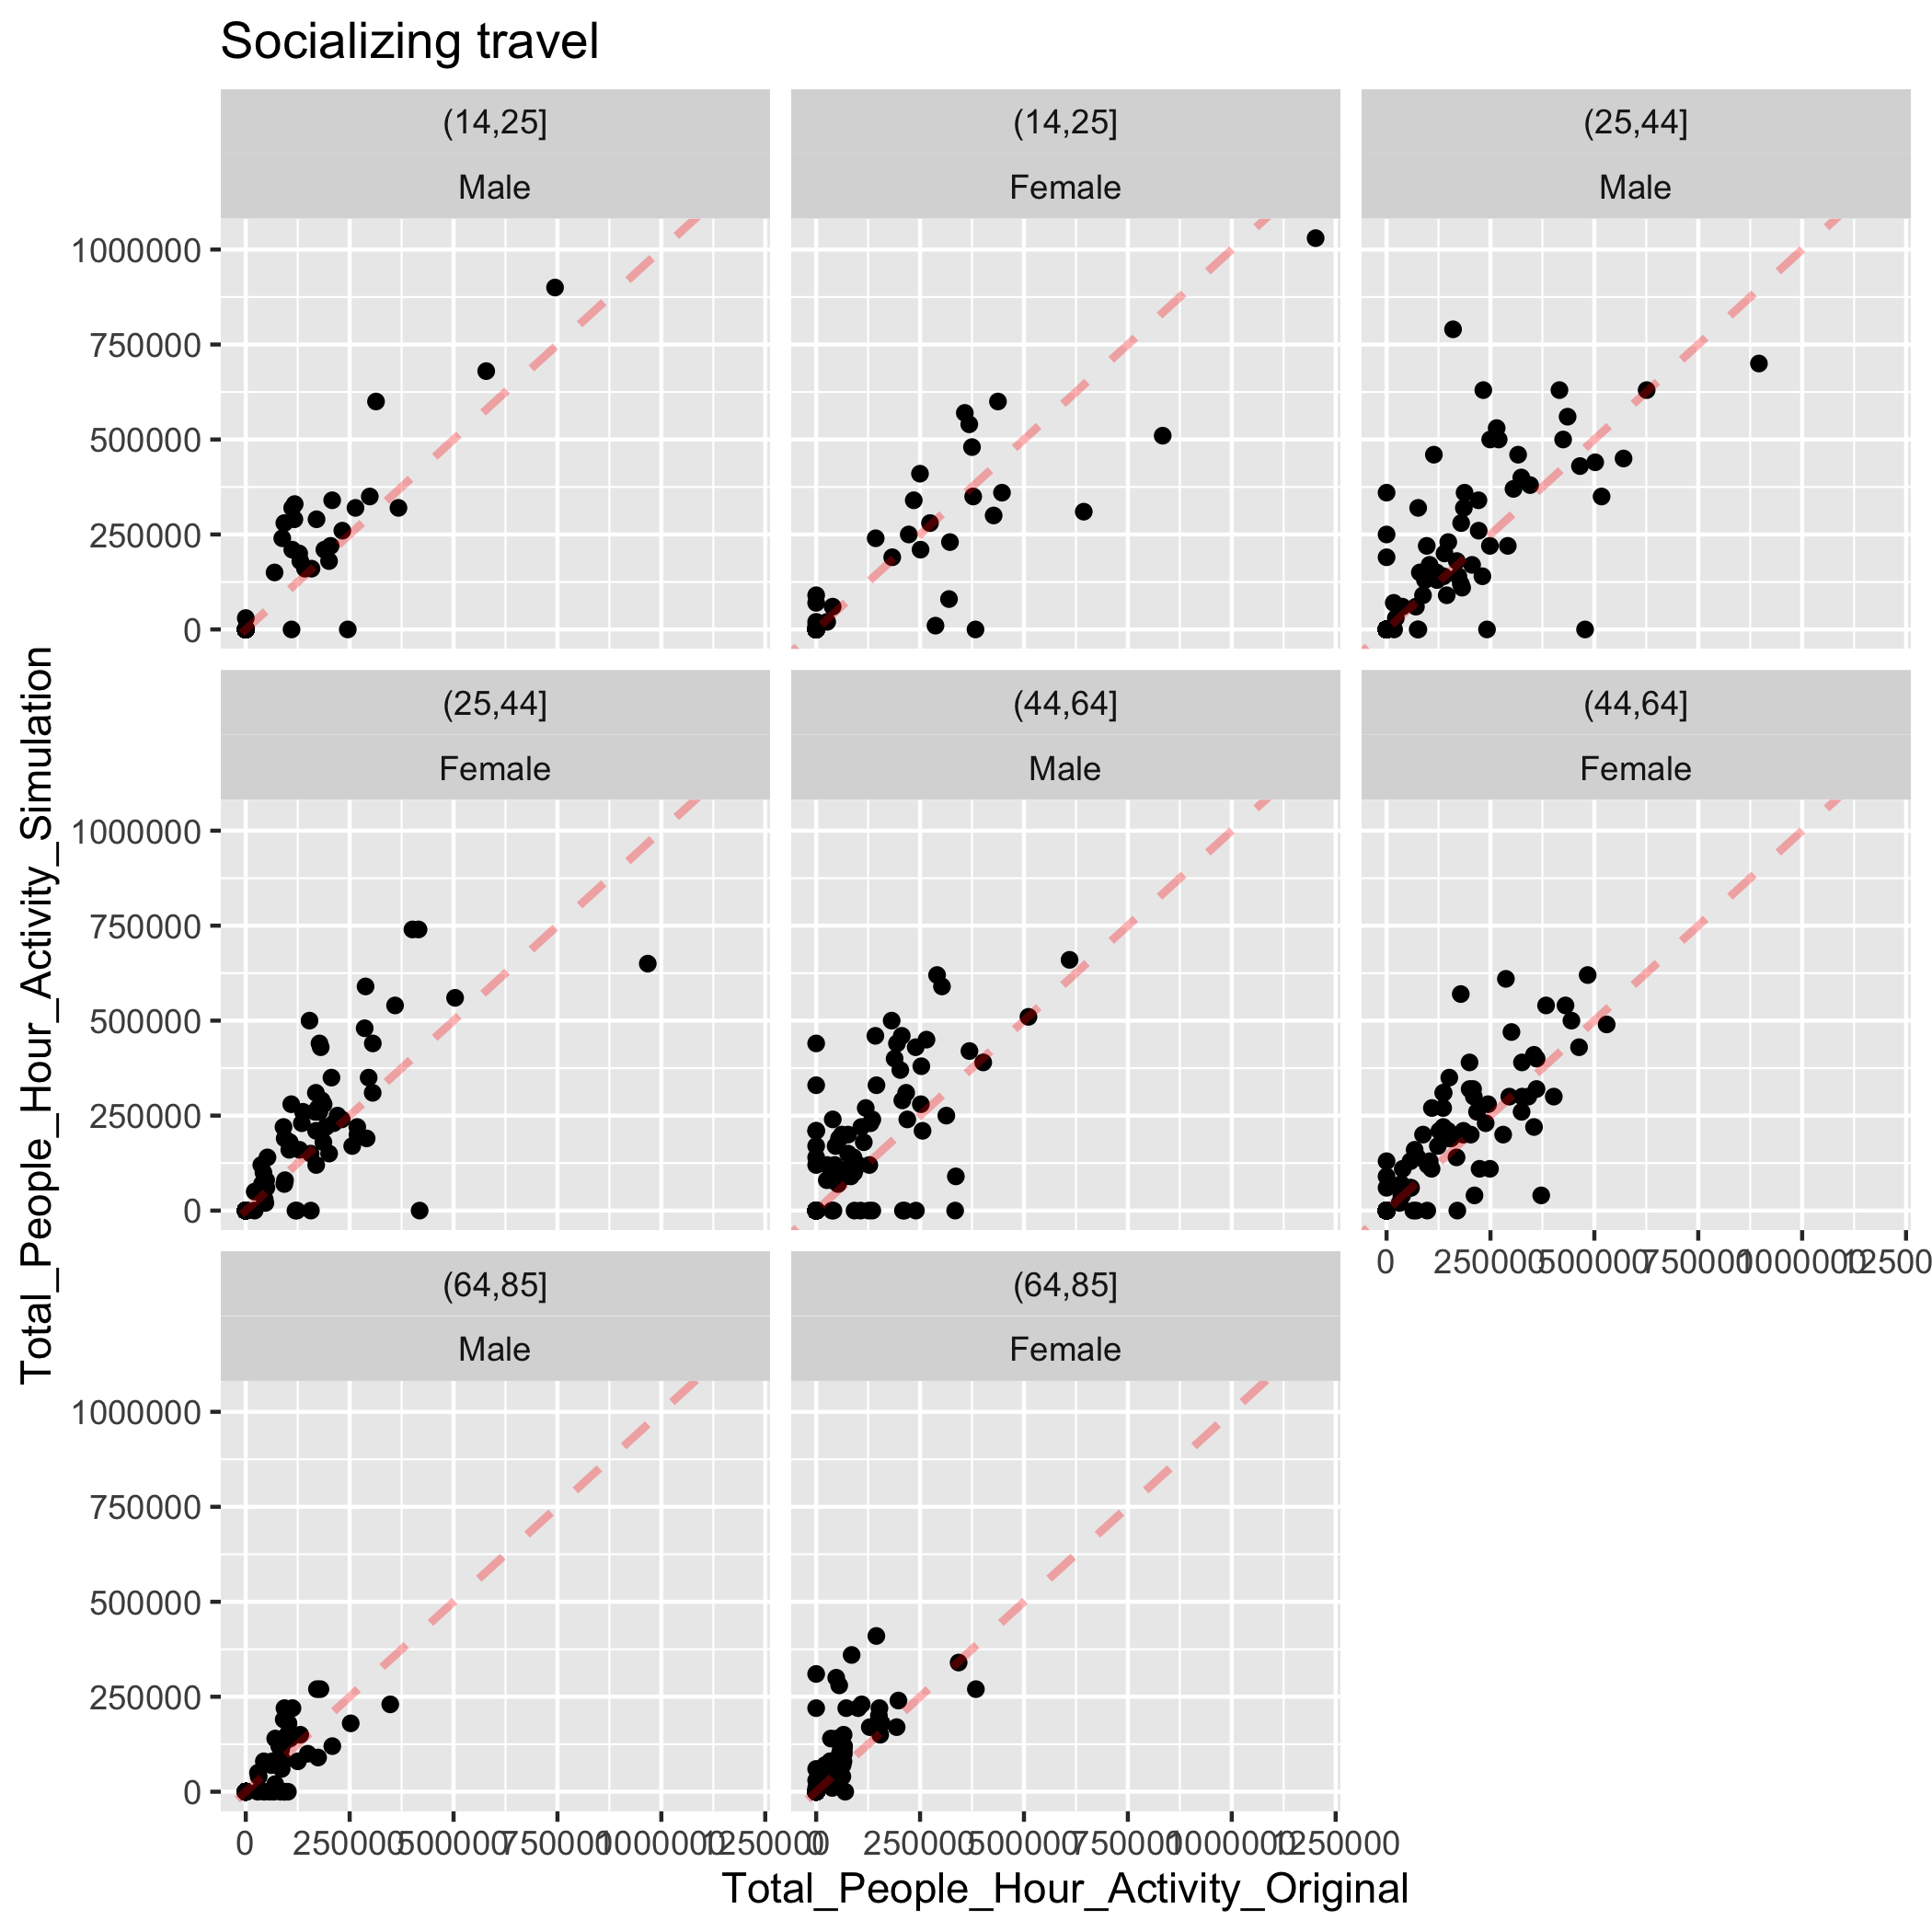 Socializing travel
(14,25]
Male
(14,25]
Female
(25,44]
Male
1000000
750000
500000
250000
0
(25,44]
Female
(44,64]
Male
(44,64]
Female
1000000
750000
500000
250000
0
0 250000 500000 750000 1000000 12500
(64,85]
Male
(64,85]
Female
1000000
750000
500000
250000
0
0 250000 500000 750000 1000000 1250000
0 250000 500000 750000 1000000 1250000
Total_People_Hour_Activity_Original
Total_People_Hour_Activity_Simulation